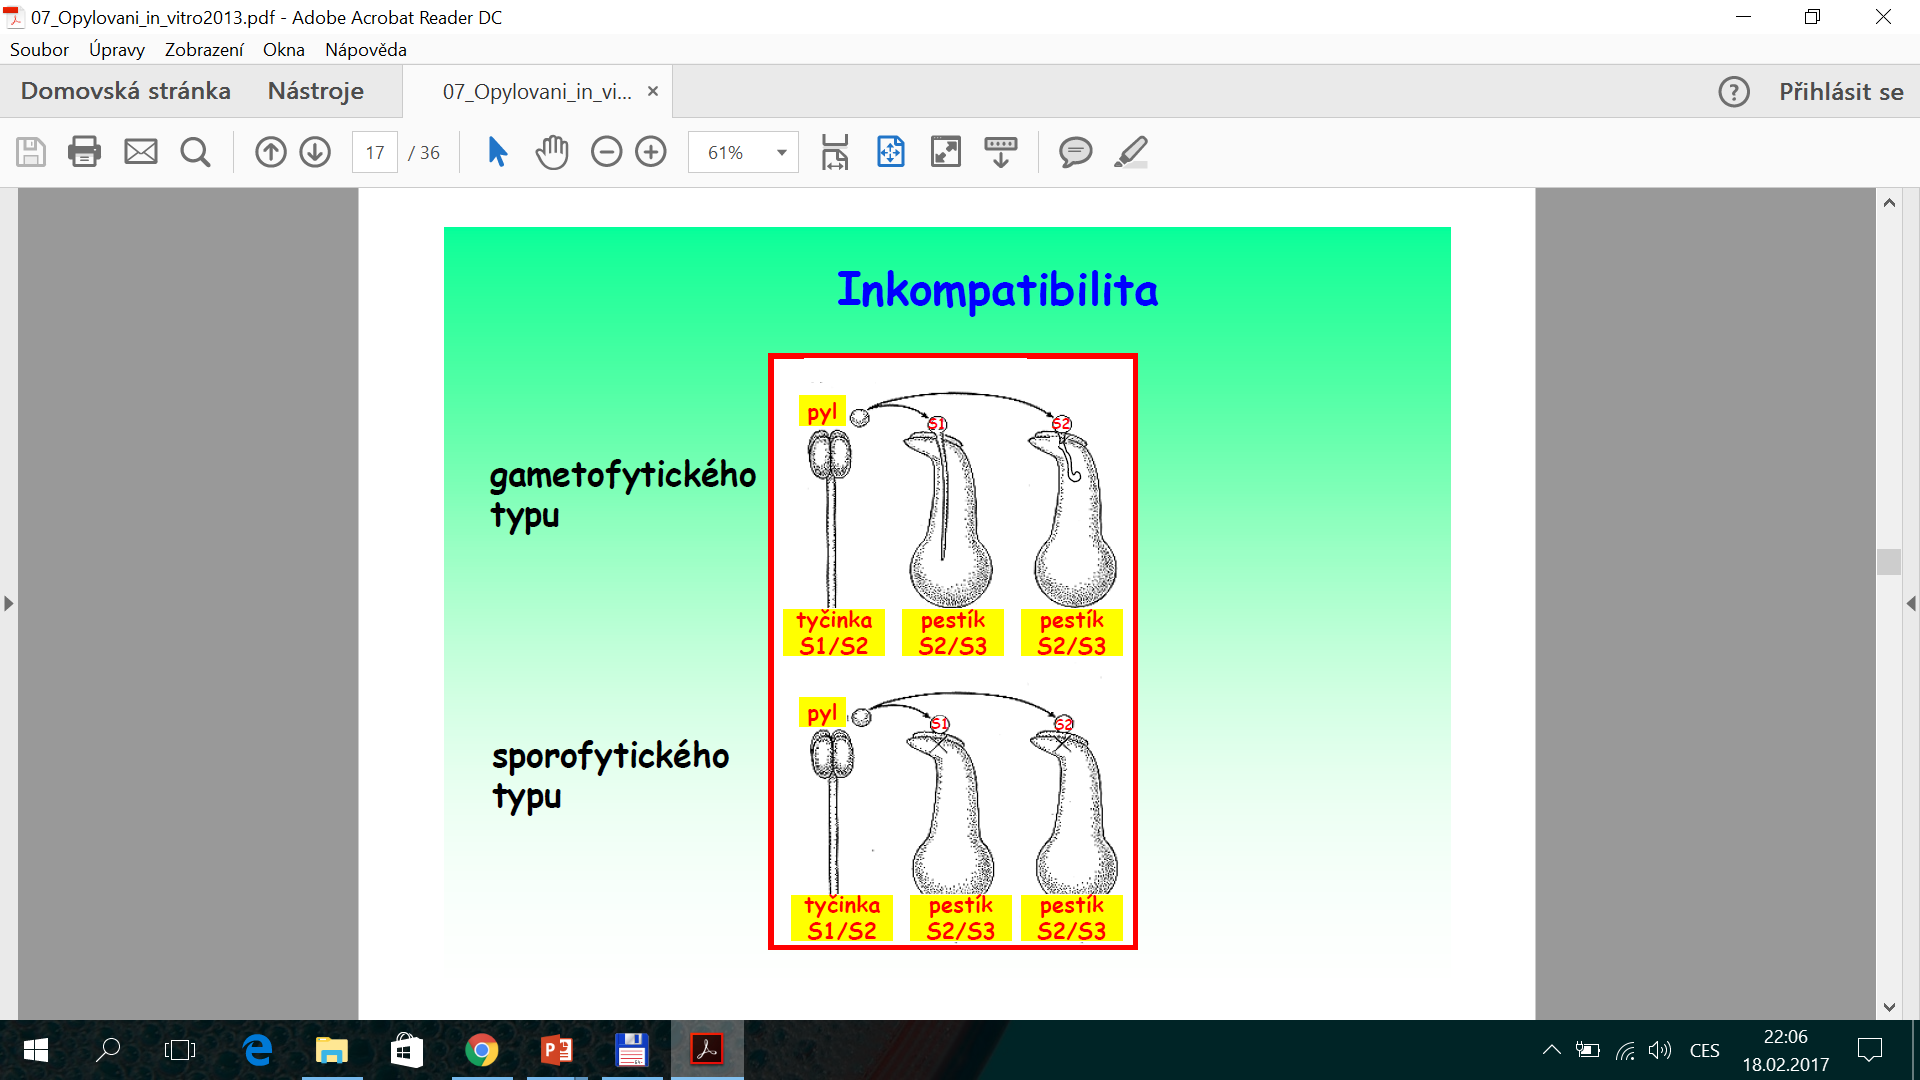 07_Opylovani_in_vitro2013.pdf - Adobe Acrobat Reader DC
Soubor Úpravy Zobrazení Okna Nápověda
Domovská stránka Nástroje 07_Opylovani_in_vi... × ? Přihlásit se
17 / 36 61%
Inkompatibilita
pyl
S1 S2
gametofytického
typu
tyčinka pestík pestík
S1/S2 S2/S3 S2/S3
pyl
S1 S2
sporofytického
typu
tyčinka pestík pestík
S1/S2 S2/S3 S2/S3
CES
22:06
18.02.2017